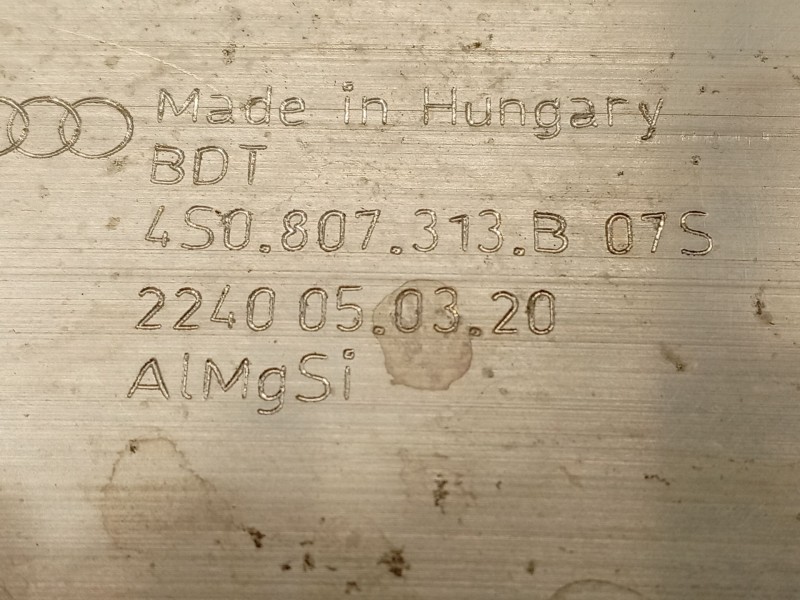 Made in Hungary
BDT
4S0.807.313.B 07S
2240 05.03.20
AlMgSi